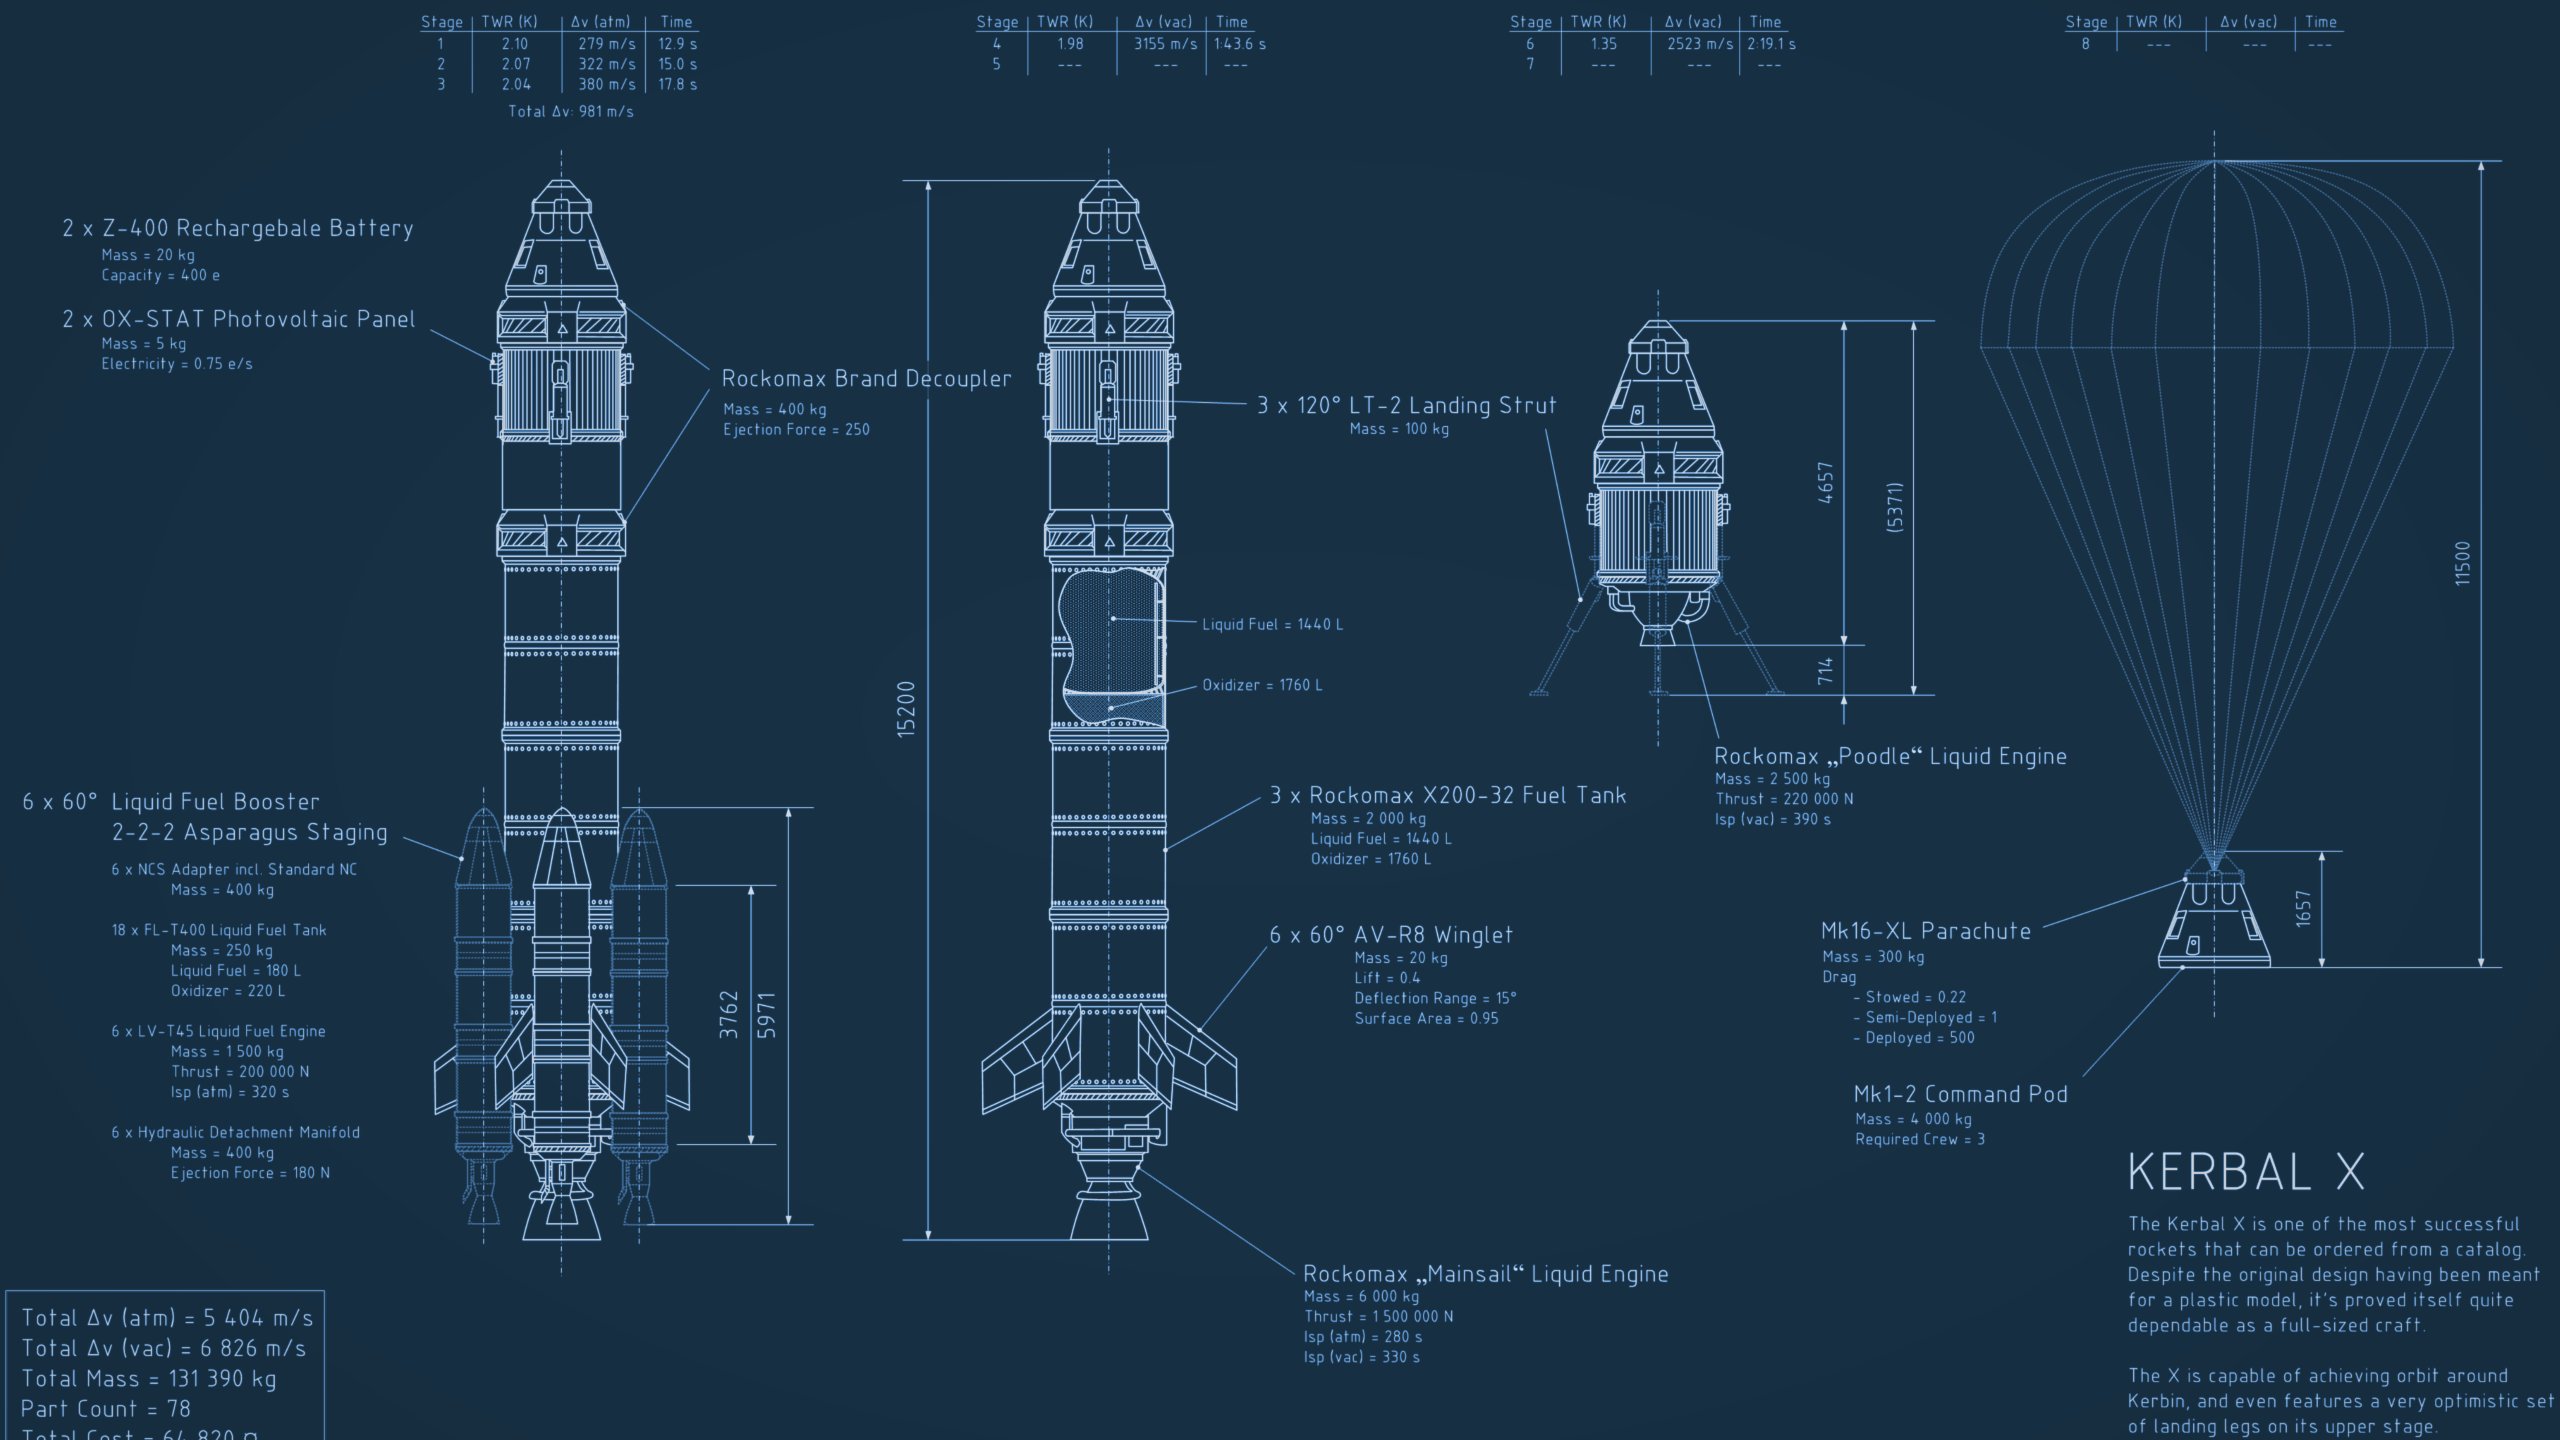 Stage TWR (K) Δv (atm) Time
1 2.10 279 m/s 12.9 s
2 2.07 322 m/s 15.0 s
3 2.04 380 m/s 17.8 s
Total Δv: 981 m/s
Stage TWR (K) Δv (vac) Time
4 1.98 3155 m/s 1:43.6 s
5 --- --- ---
Stage TWR (K) Δv (vac) Time
6 1.35 2523 m/s 2:19.1 s
7 --- --- ---
Stage TWR (K) Δv (vac) Time
8 --- --- ---
2 x Z-400 Rechargebale Battery
Mass = 20 kg
Capacity = 400 e
2 x OX-STAT Photovoltaic Panel
Mass = 5 kg
Electricity = 0.75 e/s
Rockomax Brand Decoupler
Mass = 400 kg
Ejection Force = 250
6 x 60° Liquid Fuel Booster
2-2-2 Asparagus Staging
6 x NCS Adapter incl. Standard NC
Mass = 400 kg
18 x FL-T400 Liquid Fuel Tank
Mass = 250 kg
Liquid Fuel = 180 L
Oxidizer = 220 L
6 x LV-T45 Liquid Fuel Engine
Mass = 1 500 kg
Thrust = 200 000 N
Isp (atm) = 320 s
6 x Hydraulic Detachment Manifold
Mass = 400 kg
Ejection Force = 180 N
3762
5971
15200
3 x 120° LT-2 Landing Strut
Mass = 100 kg
Liquid Fuel = 1440 L
Oxidizer = 1760 L
3 x Rockomax X200-32 Fuel Tank
Mass = 2 000 kg
Liquid Fuel = 1440 L
Oxidizer = 1760 L
6 x 60° AV-R8 Winglet
Mass = 20 kg
Lift = 0.4
Deflection Range = 15°
Surface Area = 0.95
Rockomax „Mainsail“ Liquid Engine
Mass = 6 000 kg
Thrust = 1 500 000 N
Isp (atm) = 280 s
Isp (vac) = 330 s
4657
714
(5371)
Rockomax „Poodle“ Liquid Engine
Mass = 2 500 kg
Thrust = 220 000 N
Isp (vac) = 390 s
11500
1657
Mk16-XL Parachute
Mass = 300 kg
Drag
- Stowed = 0.22
- Semi-Deployed = 1
- Deployed = 500
Mk1-2 Command Pod
Mass = 4 000 kg
Required Crew = 3
Total Δv (atm) = 5 404 m/s
Total Δv (vac) = 6 826 m/s
Total Mass = 131 390 kg
Part Count = 78
Total Cost = 64 820
KERBAL X
The Kerbal X is one of the most successful
rockets that can be ordered from a catalog.
Despite the original design having been meant
for a plastic model, it's proved itself quite
dependable as a full-sized craft.
The X is capable of achieving orbit around
Kerbin, and even features a very optimistic set
of landing legs on its upper stage.